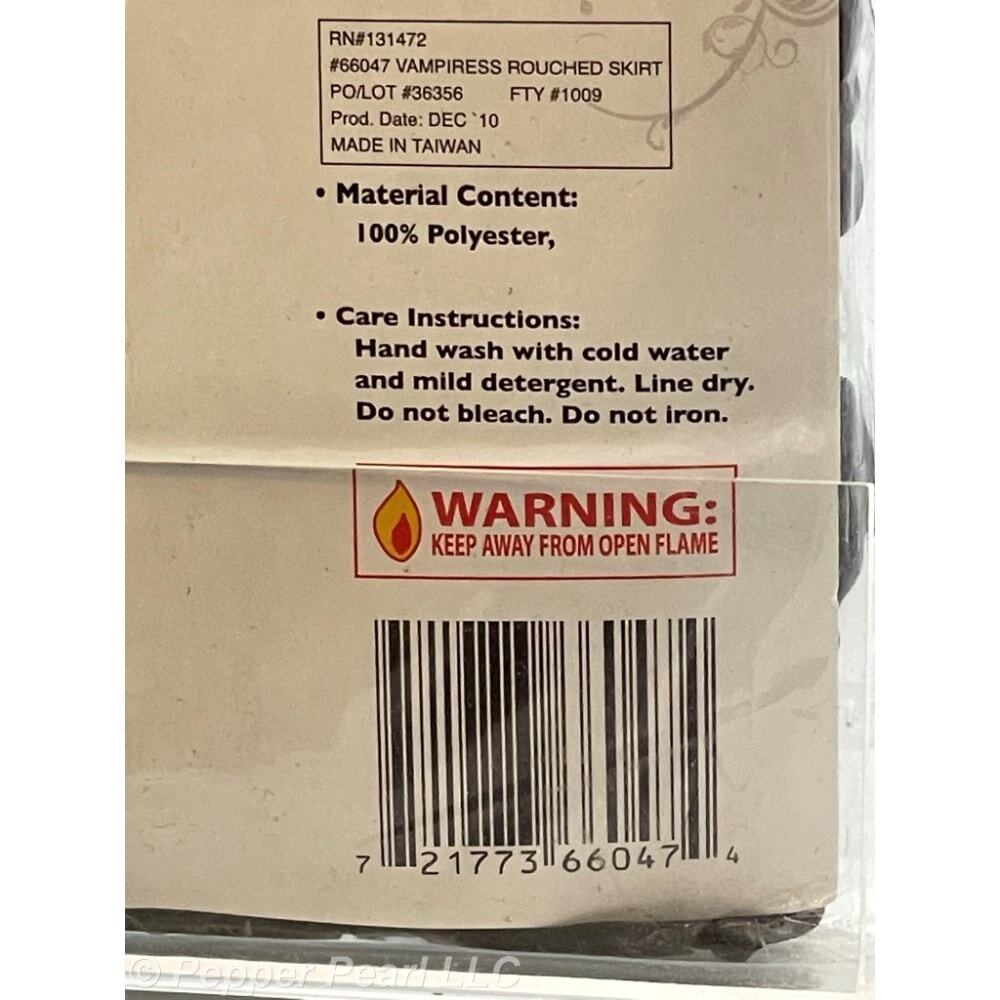 RN#131472
#66047 VAMPIRESS ROUCHED SKIRT
PO/LOT #36356 FTY #1009
Prod. Date: DEC `10
MADE IN TAIWAN
• Material Content:
100% Polyester,
• Care Instructions:
Hand wash with cold water
and mild detergent. Line dry.
Do not bleach. Do not iron.
WARNING:
KEEP AWAY FROM OPEN FLAME
7 21773 66047 4
© Pepper Pearl LLC